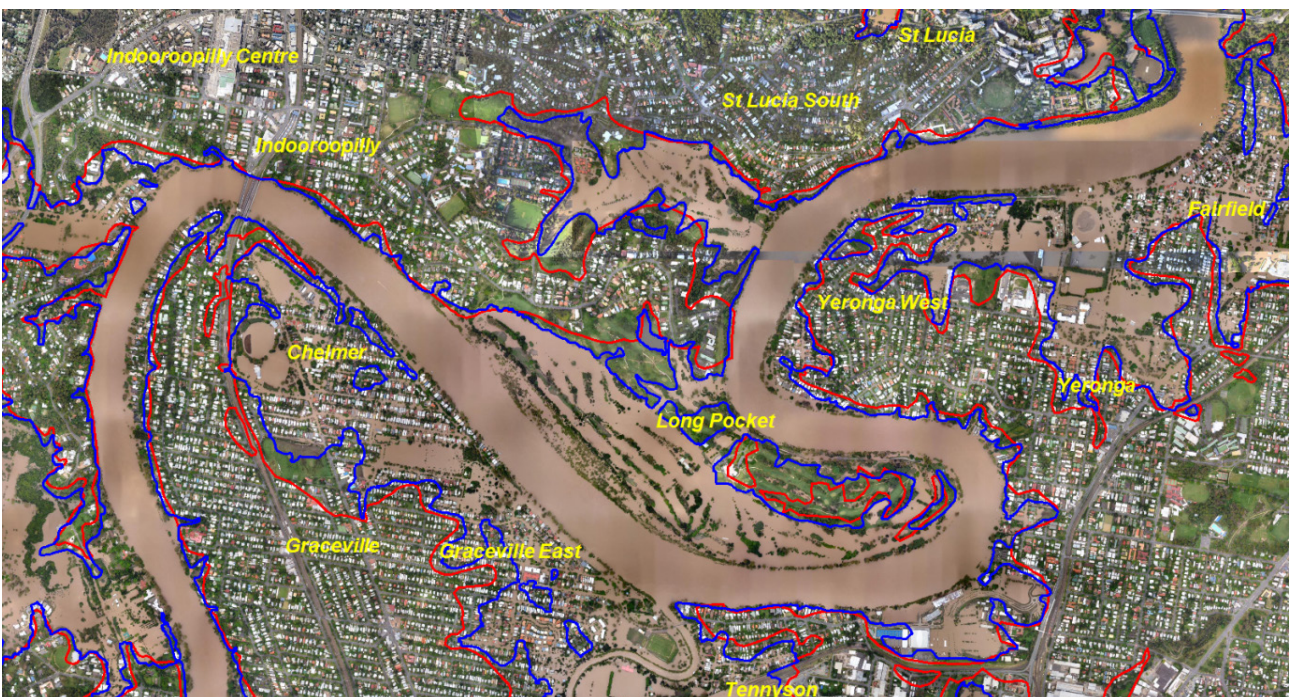 St Lucia
Indooroopilly Centre
St Lucia South
Indooroopilly
Fairfield
Yeronga West
Chelmer
Yeronga
Long Pocket
Graceville
Graceville East
Tennyson